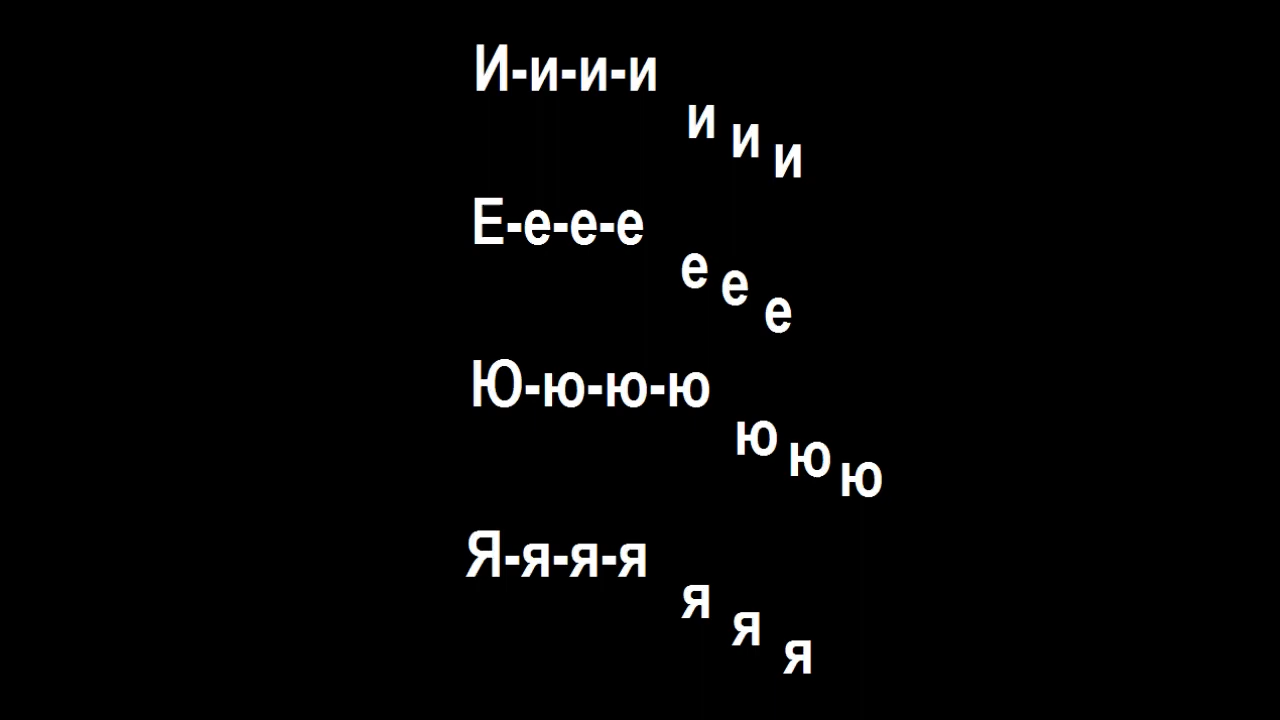 И-и-и-и
и и и
Е-е-е-е
е е е
Ю-ю-ю-ю
ю ю ю
Я-я-я-я
я я я